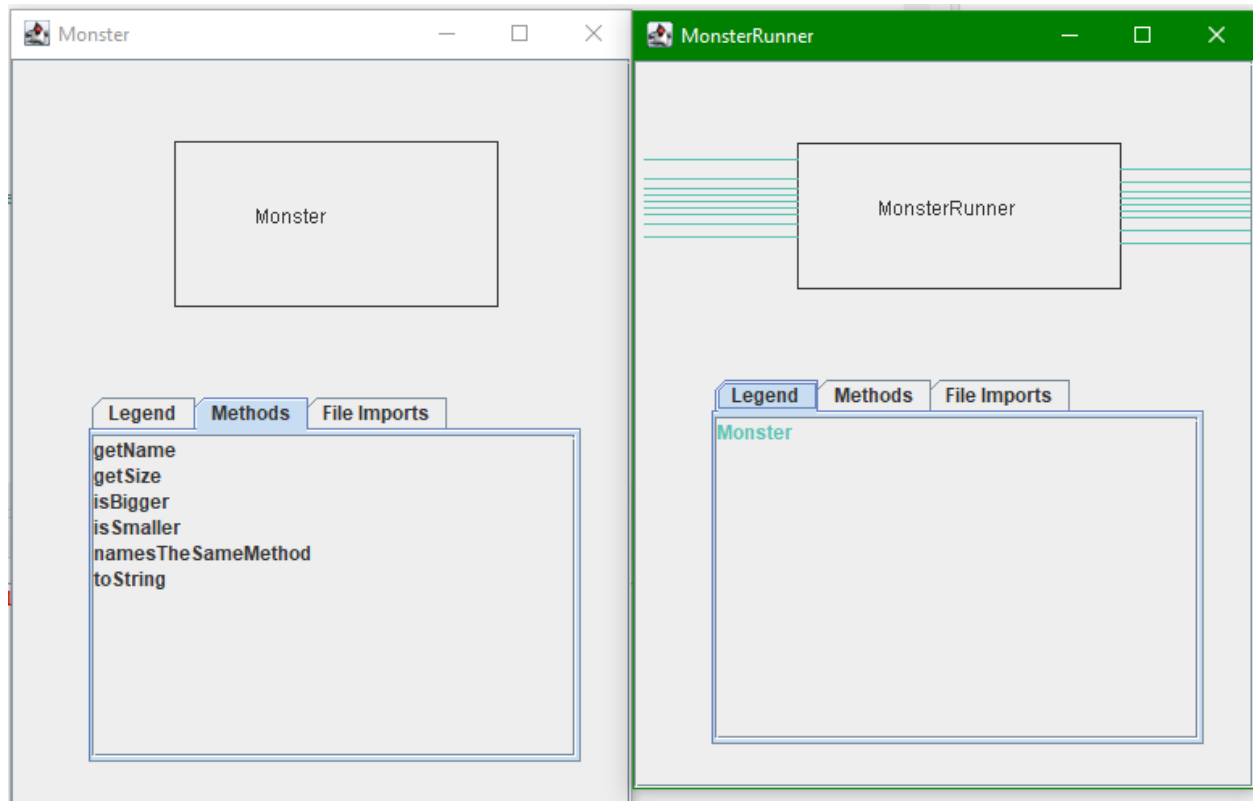 Monster
Monster
Legend Methods File Imports
getName
getSize
isBigger
isSmaller
namesTheSameMethod
toString
MonsterRunner
MonsterRunner
Legend Methods File Imports
Monster